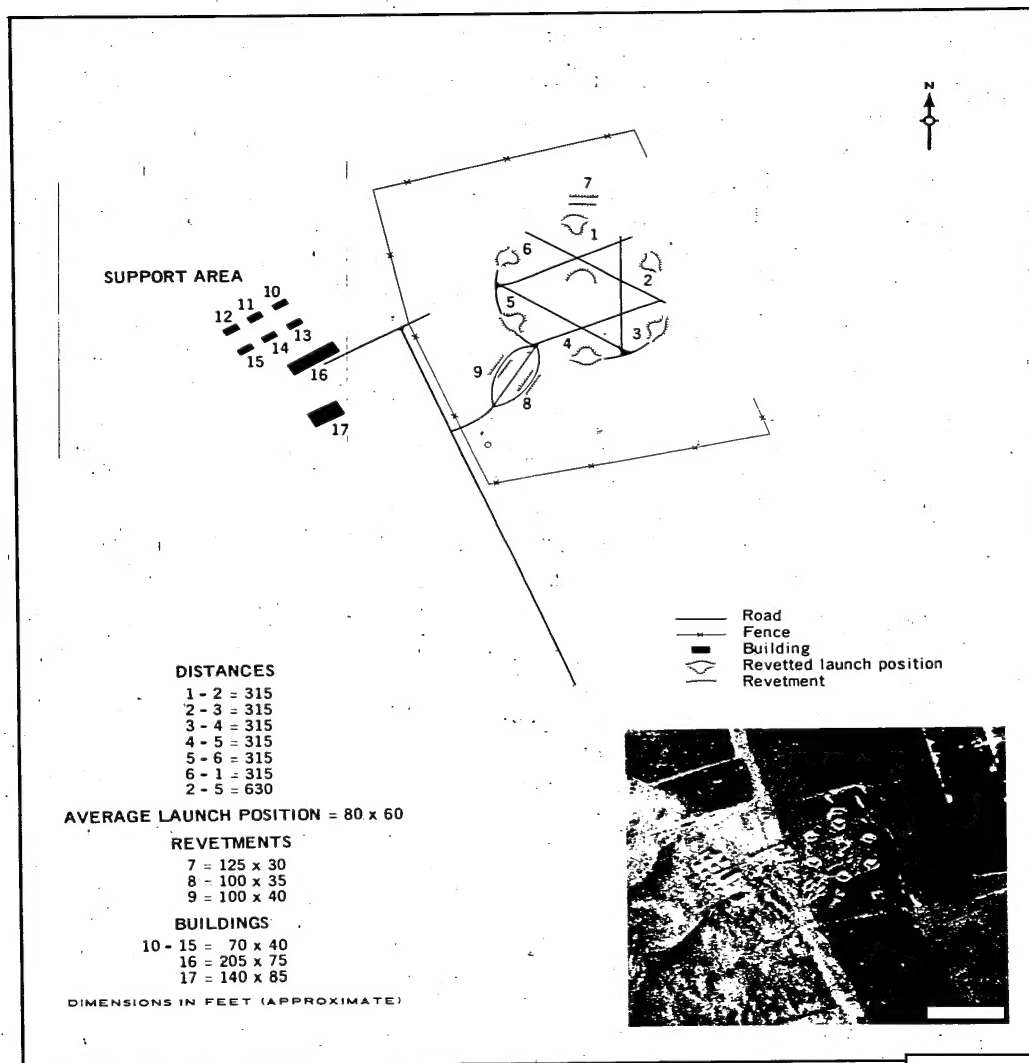 N
7
1
6
2
SUPPORT AREA
10
11
12
13
5
14
3
15
4
16
9
8
17
Road
Fence
Building
Revetted launch position
Revetment
DISTANCES
1 - 2 = 315
2 - 3 = 315
3 - 4 = 315
4 - 5 = 315
5 - 6 = 315
6 - 1 = 315
2 - 5 = 630
AVERAGE LAUNCH POSITION = 80 x 60
REVETMENTS
7 = 125 x 30
8 = 100 x 35
9 = 100 x 40
BUILDINGS
10 - 15 = 70 x 40
16 = 205 x 75
17 = 140 x 85
DIMENSIONS IN FEET (APPROXIMATE)